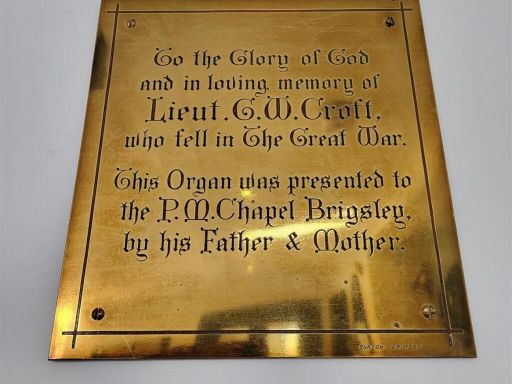 To the Glory of God
and in loving memory of
Lieut. G. W. Croft,
who fell in The Great War.
This Organ was presented to
the P. M. Chapel Brigsley,
by his Father & Mother.
GRIMSBY